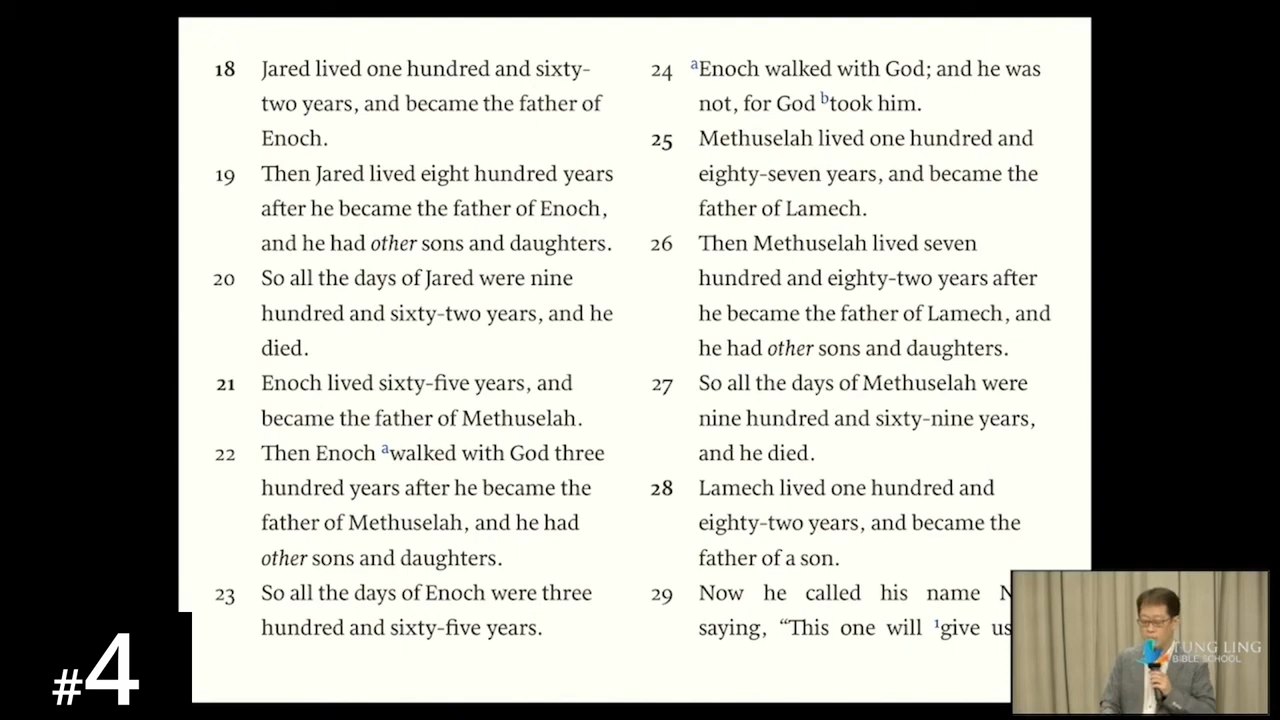 18 Jared lived one hundred and sixty-
two years, and became the father of
Enoch.
19 Then Jared lived eight hundred years
after he became the father of Enoch,
and he had other sons and daughters.
20 So all the days of Jared were nine
hundred and sixty-two years, and he
died.
21 Enoch lived sixty-five years, and
became the father of Methuselah.
22 Then Enoch ᵃwalked with God three
hundred years after he became the
father of Methuselah, and he had
other sons and daughters.
23 So all the days of Enoch were three
hundred and sixty-five years.
24 ᵃEnoch walked with God; and he was
not, for God ᵇtook him.
25 Methuselah lived one hundred and
eighty-seven years, and became the
father of Lamech.
26 Then Methuselah lived seven
hundred and eighty-two years after
he became the father of Lamech, and
he had other sons and daughters.
27 So all the days of Methuselah were
nine hundred and sixty-nine years,
and he died.
28 Lamech lived one hundred and
eighty-two years, and became the
father of a son.
29 Now he called his name
saying, “This one will ¹give us
#4
TUNG LING
BIBLE SCHOOL